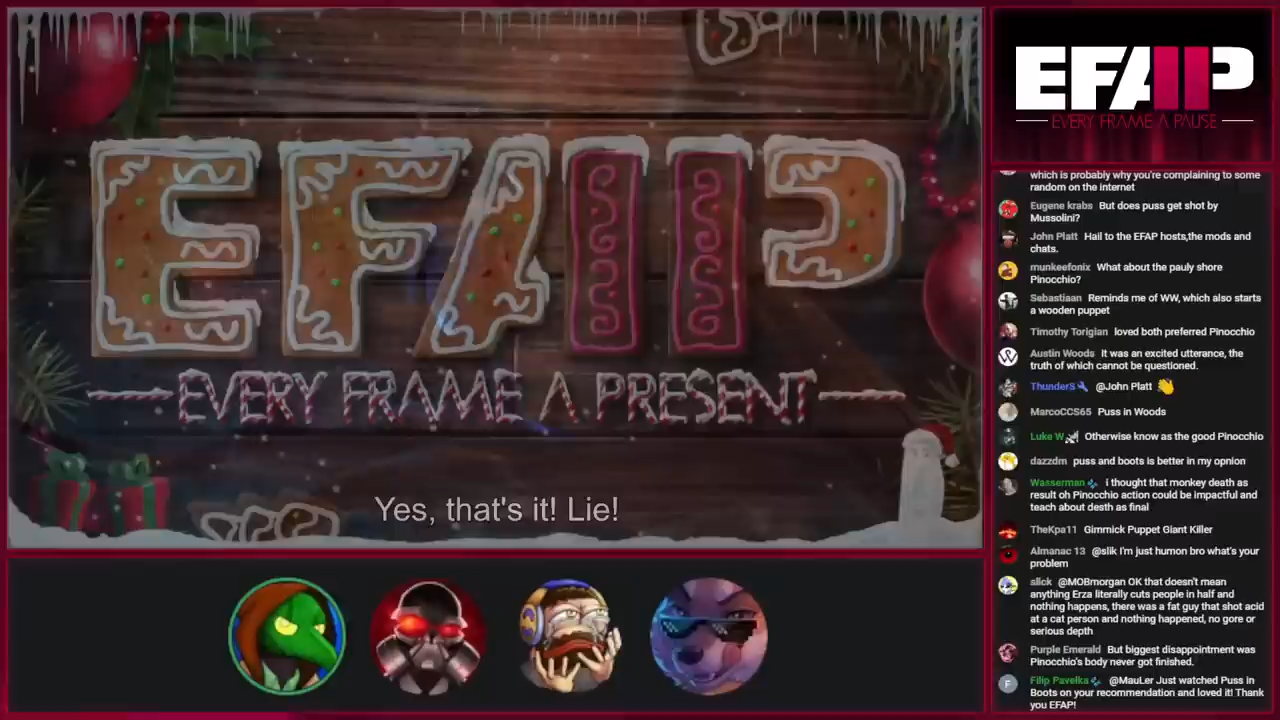 EFAIIP
EVERY FRAME A PRESENT
Yes, that's it! Lie!
EFAIIP
EVERY FRAME A PAUSE
which is probably why you're complaining to some
random on the internet
Eugene krabs But does puss get shot by
Mussolini?
John Platt Hail to the EFAP hosts,the mods and
chats.
munkeefonix What about the pauly shore
Pinocchio?
Sebastiaan Reminds me of WW, which also starts
a wooden puppet
Timothy Torigian loved both preferred Pinocchio
Austin Woods It was an excited utterance, the
truth of which cannot be questioned.
ThunderS @John Platt
MarcoCCS65 Puss in Woods
Luke W Otherwise know as the good Pinocchio
dazzdm puss and boots is better in my opnion
Wasserman i thought that monkey death as
result oh Pinocchio action could be impactful and
teach about death as final
TheKpa11 Gimmick Puppet Giant Killer
Almanac 13 @slik I'm just humon bro what's your
problem
slick @MOBmorgan OK that doesn't mean
anything Erza literally cuts people in half and
nothing happens, there was a fat guy that shot acid
at a cat person and nothing happened, no gore or
serious depth
Purple Emerald But biggest disappointment was
Pinocchio's body never got finished.
F
Filip Pavelka @MauLer Just watched Puss in
Boots on your recommendation and loved it! Thank
you EFAP!